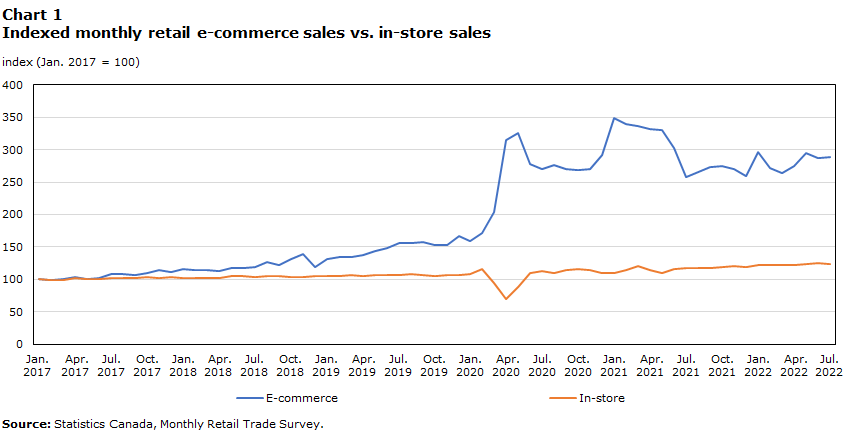 Chart 1
Indexed monthly retail e-commerce sales vs. in-store sales
index (Jan. 2017 = 100)
400
350
300
250
200
150
100
50
0
Jan. Apr. Jul. Oct. Jan. Apr. Jul. Oct. Jan. Apr. Jul. Oct. Jan. Apr. Jul. Oct. Jan. Apr. Jul. Oct. Jan. Apr. Jul.
2017 2017 2017 2017 2018 2018 2018 2018 2019 2019 2019 2019 2020 2020 2020 2020 2021 2021 2021 2021 2022 2022 2022
E-commerce In-store
Source: Statistics Canada, Monthly Retail Trade Survey.